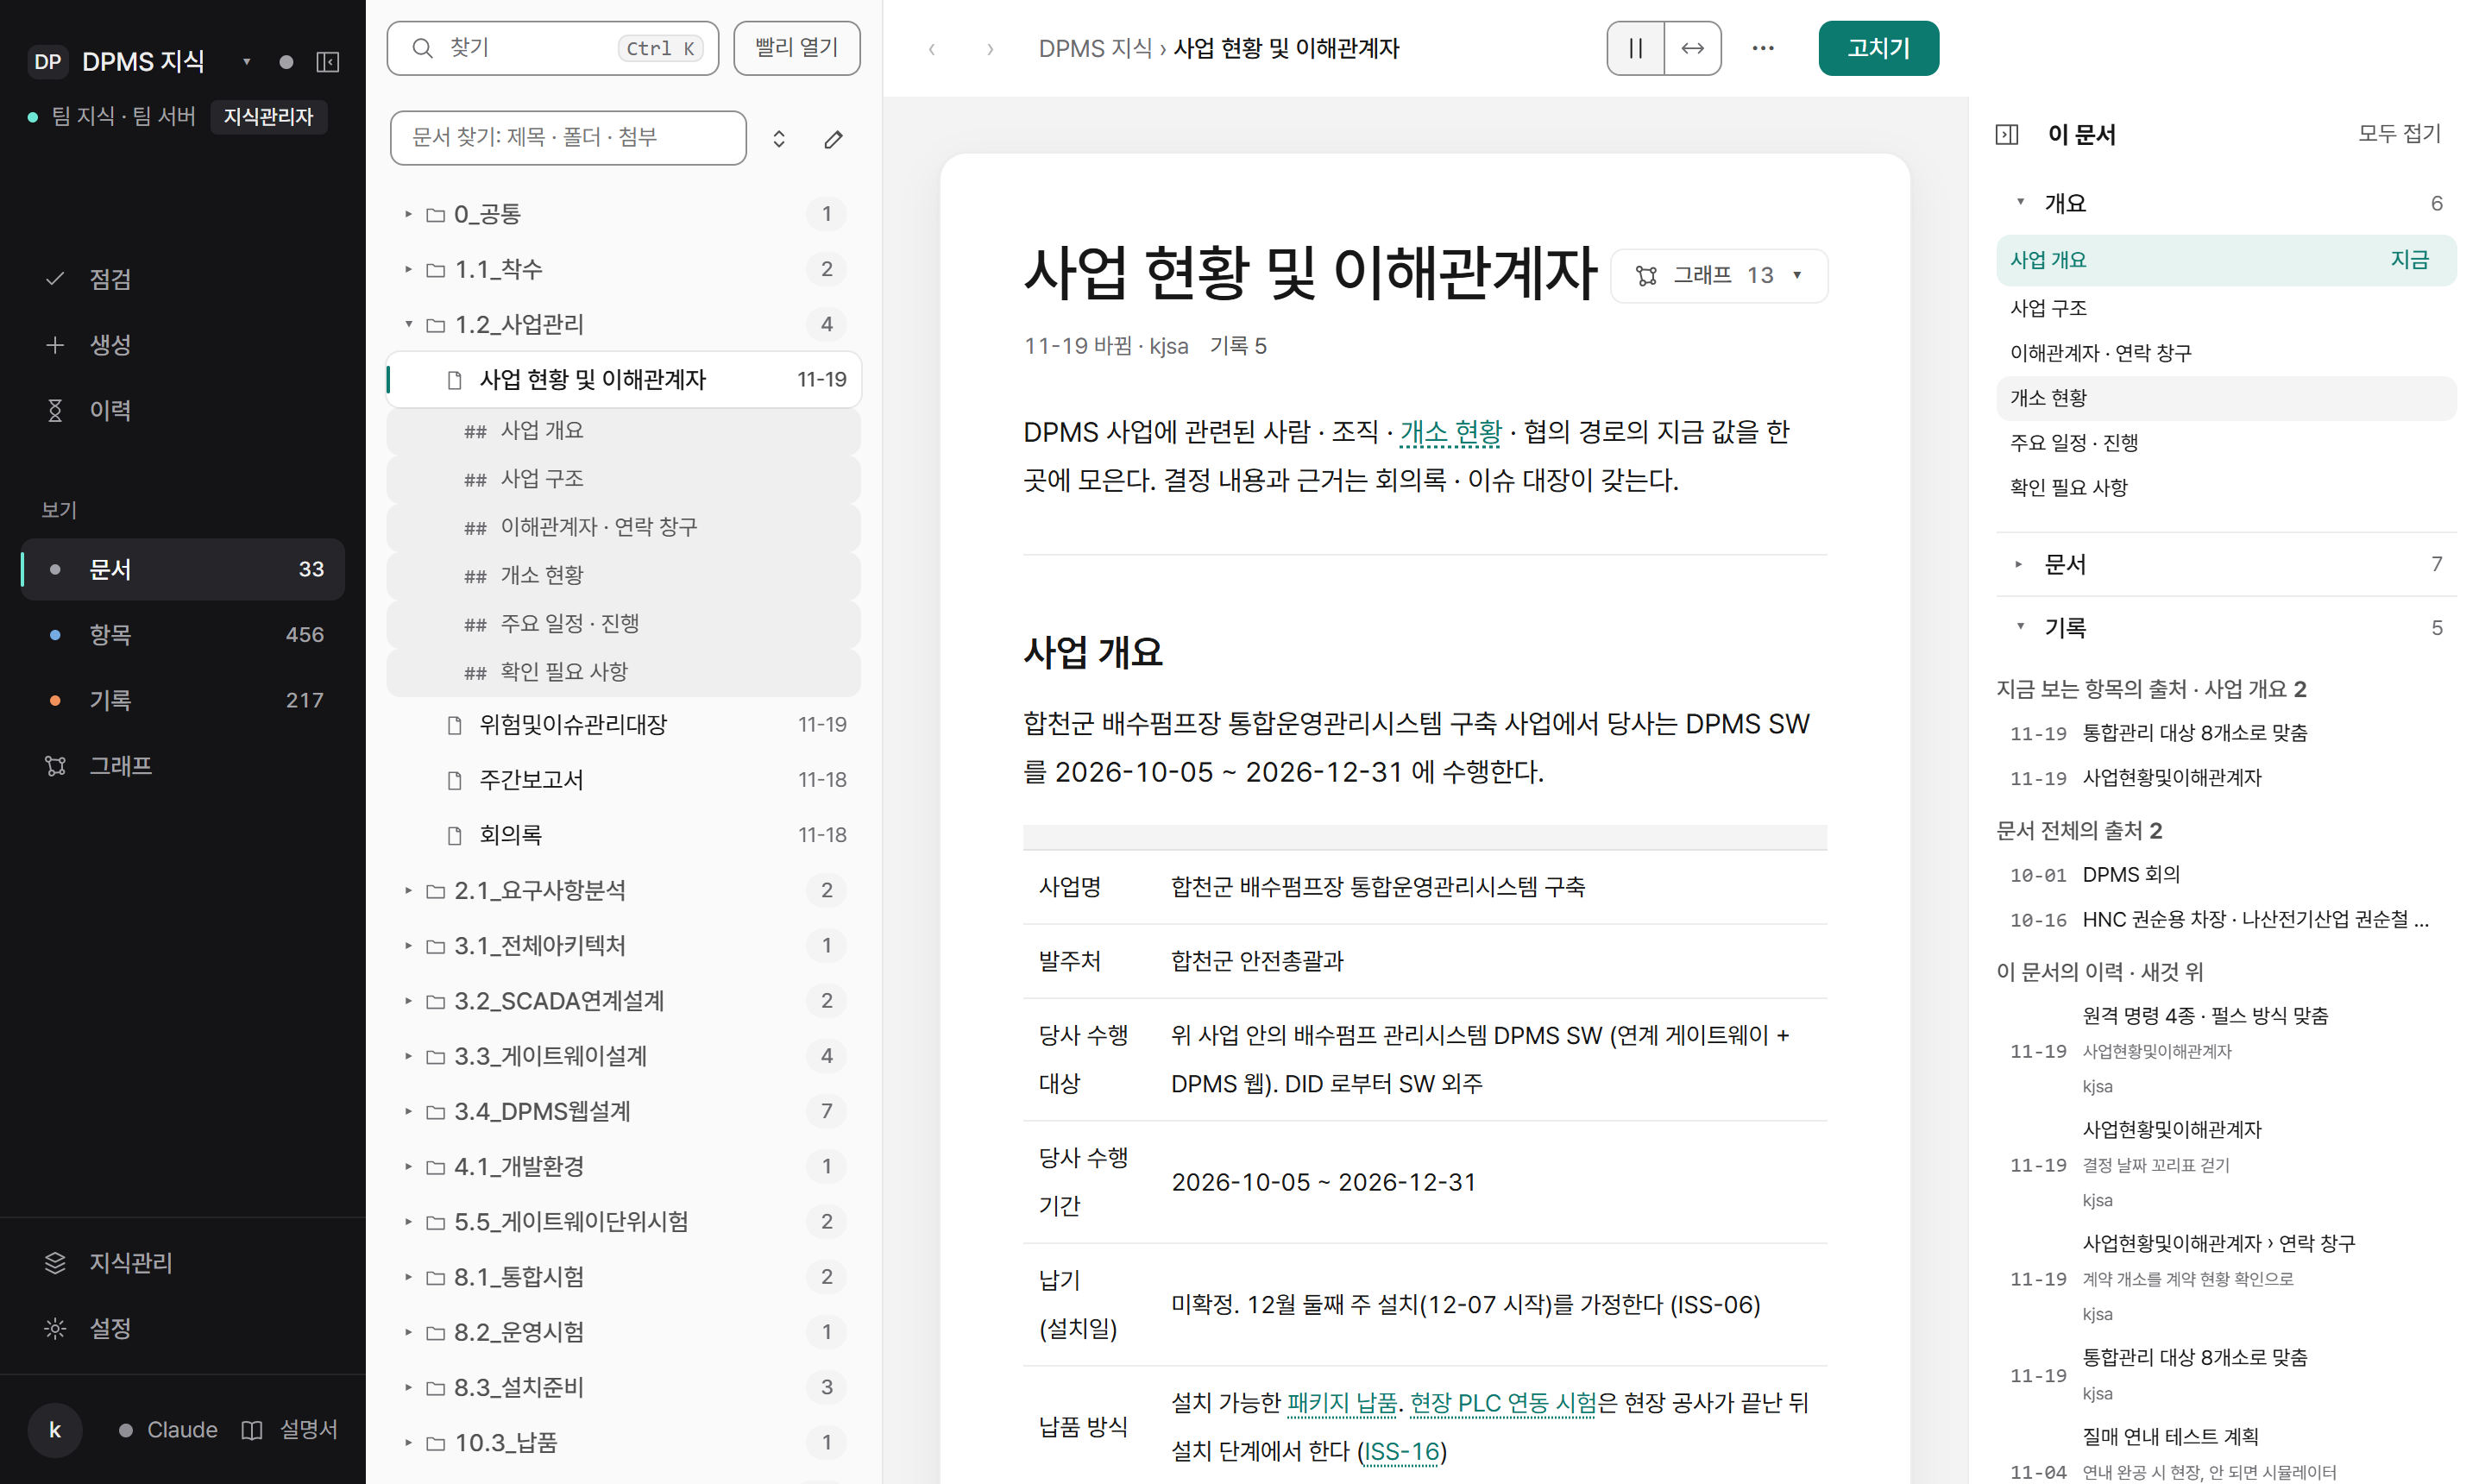 DP DPMS 지식
팀 지식 · 팀 서버 지식관리자
점검
생성
이력
보기
문서 33
항목 456
기록 217
그래프
지식관리
설정
k Claude 설명서
찾기 Ctrl K 빨리 열기
문서 찾기: 제목 · 폴더 · 첨부
0_공통 1
1.1_착수 2
1.2_사업관리 4
사업 현황 및 이해관계자 11-19
## 사업 개요
## 사업 구조
## 이해관계자 · 연락 창구
## 개소 현황
## 주요 일정 · 진행
## 확인 필요 사항
위험및이슈관리대장 11-19
주간보고서 11-18
회의록 11-18
2.1_요구사항분석 2
3.1_전체아키텍처 1
3.2_SCADA연계설계 2
3.3_게이트웨이설계 4
3.4_DPMS웹설계 7
4.1_개발환경 1
5.5_게이트웨이단위시험 2
8.1_통합시험 2
8.2_운영시험 1
8.3_설치준비 3
10.3_납품 1
‹ › DPMS 지식 › 사업 현황 및 이해관계자 고치기
사업 현황 및 이해관계자 그래프 13
11-19 바뀜 · kjsa 기록 5
DPMS 사업에 관련된 사람 · 조직 · 개소 현황 · 협의 경로의 지금 값을 한
곳에 모은다. 결정 내용과 근거는 회의록 · 이슈 대장이 갖는다.
사업 개요
합천군 배수펌프장 통합운영관리시스템 구축 사업에서 당사는 DPMS SW
를 2026-10-05 ~ 2026-12-31 에 수행한다.
사업명 합천군 배수펌프장 통합운영관리시스템 구축
발주처 합천군 안전총괄과
당사 수행 위 사업 안의 배수펌프 관리시스템 DPMS SW (연계 게이트웨이 +
대상 DPMS 웹). DID 로부터 SW 외주
당사 수행
기간 2026-10-05 ~ 2026-12-31
납기
(설치일) 미확정. 12월 둘째 주 설치(12-07 시작)를 가정한다 (ISS-06)
납품 방식 설치 가능한 패키지 납품. 현장 PLC 연동 시험은 현장 공사가 끝난 뒤
설치 단계에서 한다 (ISS-16)
이 문서 모두 접기
개요 6
사업 개요 지금
사업 구조
이해관계자 · 연락 창구
개소 현황
주요 일정 · 진행
확인 필요 사항
문서 7
기록 5
지금 보는 항목의 출처 · 사업 개요 2
11-19 통합관리 대상 8개소로 맞춤
11-19 사업현황및이해관계자
문서 전체의 출처 2
10-01 DPMS 회의
10-16 HNC 권순용 차장 · 나산전기산업 권순철 ...
이 문서의 이력 · 새것 위
원격 명령 4종 · 펄스 방식 맞춤
11-19 사업현황및이해관계자
kjsa
사업현황및이해관계자
11-19 결정 날짜 꼬리표 걷기
kjsa
사업현황및이해관계자 › 연락 창구
11-19 계약 개소를 계약 현황 확인으로
kjsa
통합관리 대상 8개소로 맞춤
11-19
kjsa
질매 연내 테스트 계획
11-04 연내 완공 시 현장, 안 되면 시뮬레이터